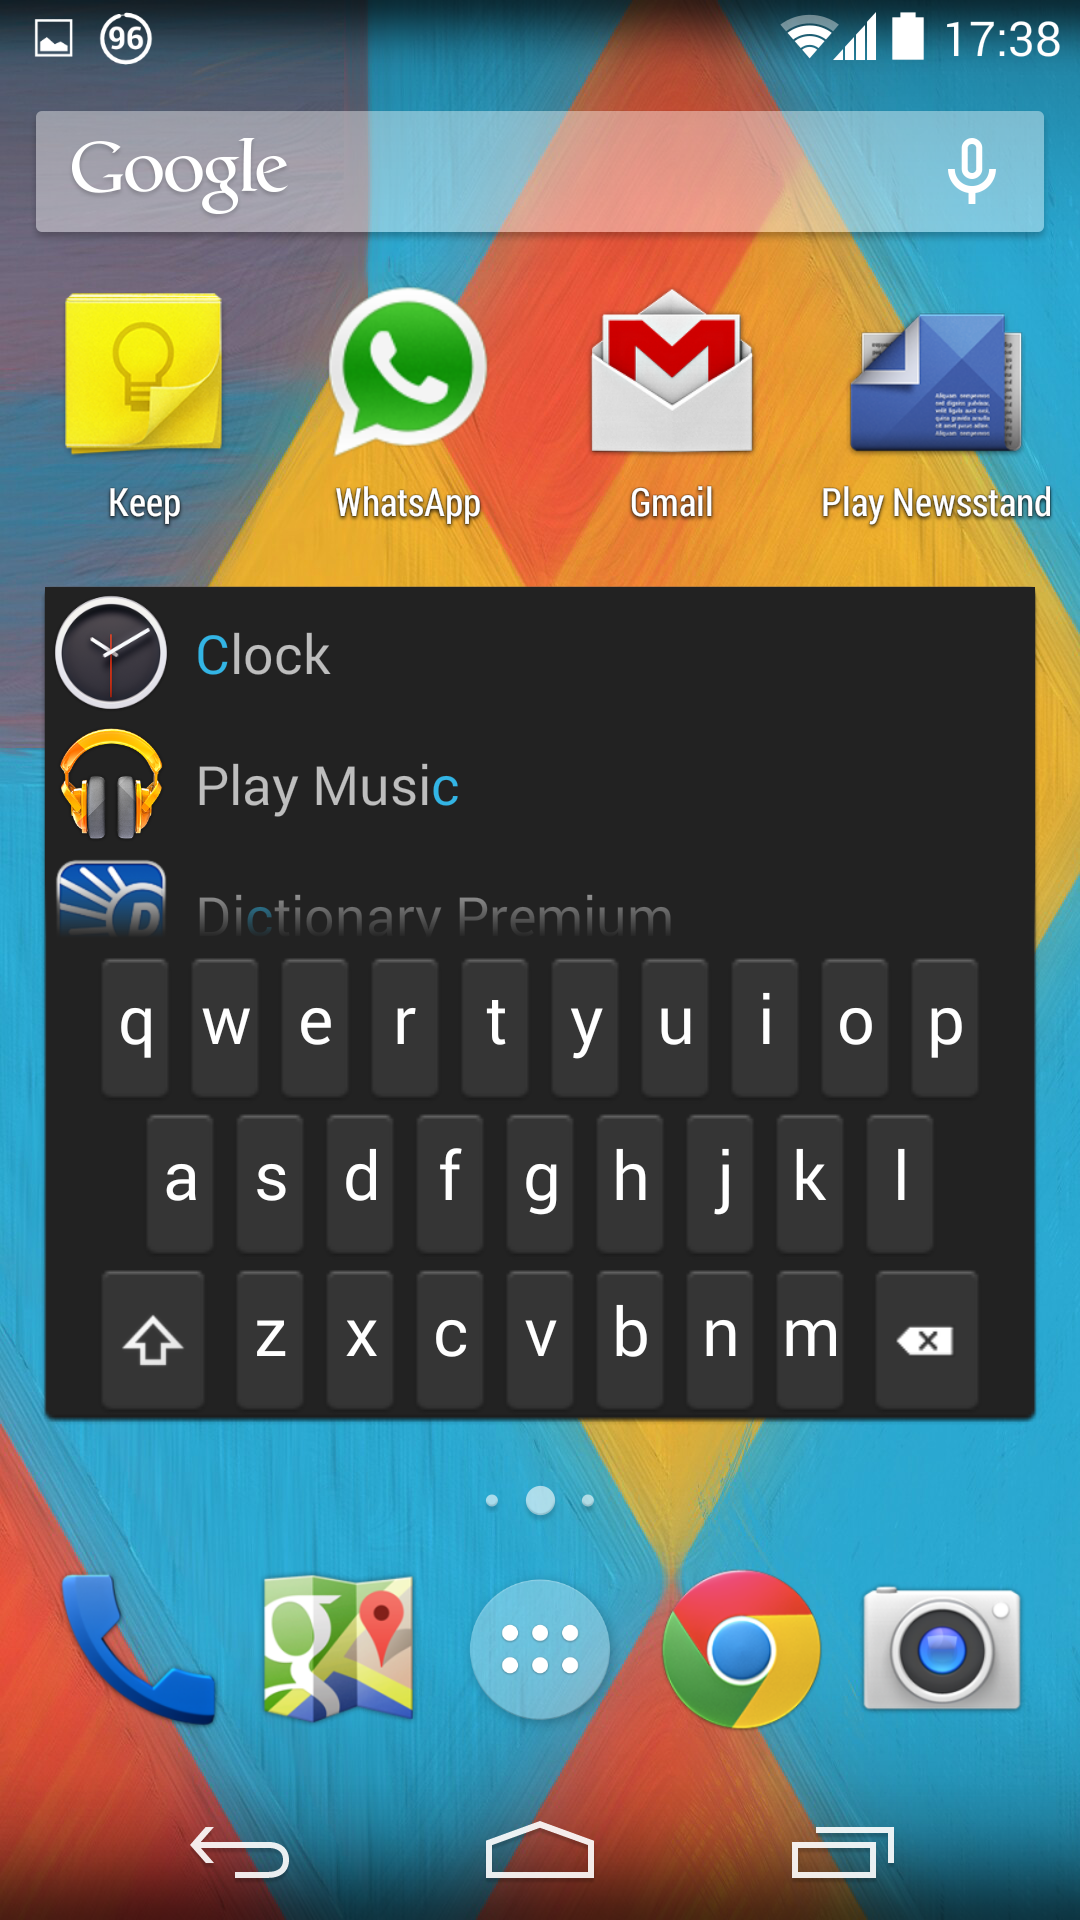 96 17:38
Google
Keep WhatsApp Gmail Play Newsstand
Clock
Play Music
Dictionary Premium
q w e r t y u i o p
a s d f g h j k l
z x c v b n m